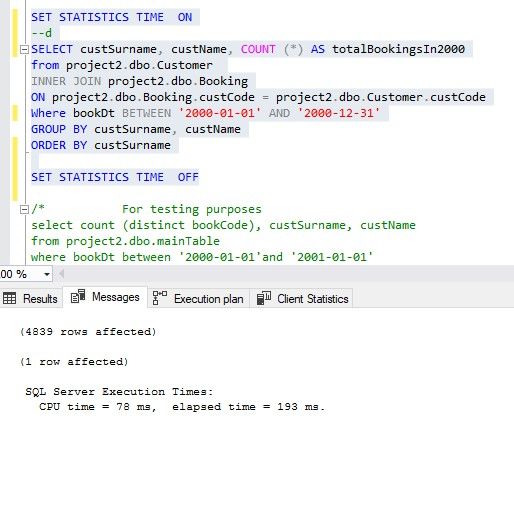 SET STATISTICS TIME ON
--d
SELECT custSurname, custName, COUNT (*) AS totalBookingsIn2000
from project2.dbo.Customer
INNER JOIN project2.dbo.Booking
ON project2.dbo.Booking.custCode = project2.dbo.Customer.custCode
Where bookDt BETWEEN '2000-01-01' AND '2000-12-31'
GROUP BY custSurname, custName
ORDER BY custSurname
SET STATISTICS TIME OFF
/* For testing purposes
select count (distinct bookCode), custSurname, custName
from project2.dbo.mainTable
where bookDt between '2000-01-01'and '2001-01-01'
00 %
Results Messages Execution plan Client Statistics
(4839 rows affected)
(1 row affected)
SQL Server Execution Times:
CPU time = 78 ms, elapsed time = 193 ms.